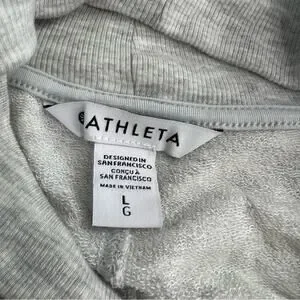 ATHLETA
DESIGNED IN
SAN FRANCISCO
CONÇU À
SAN FRANCISCO
MADE IN VIETNAM
L
G